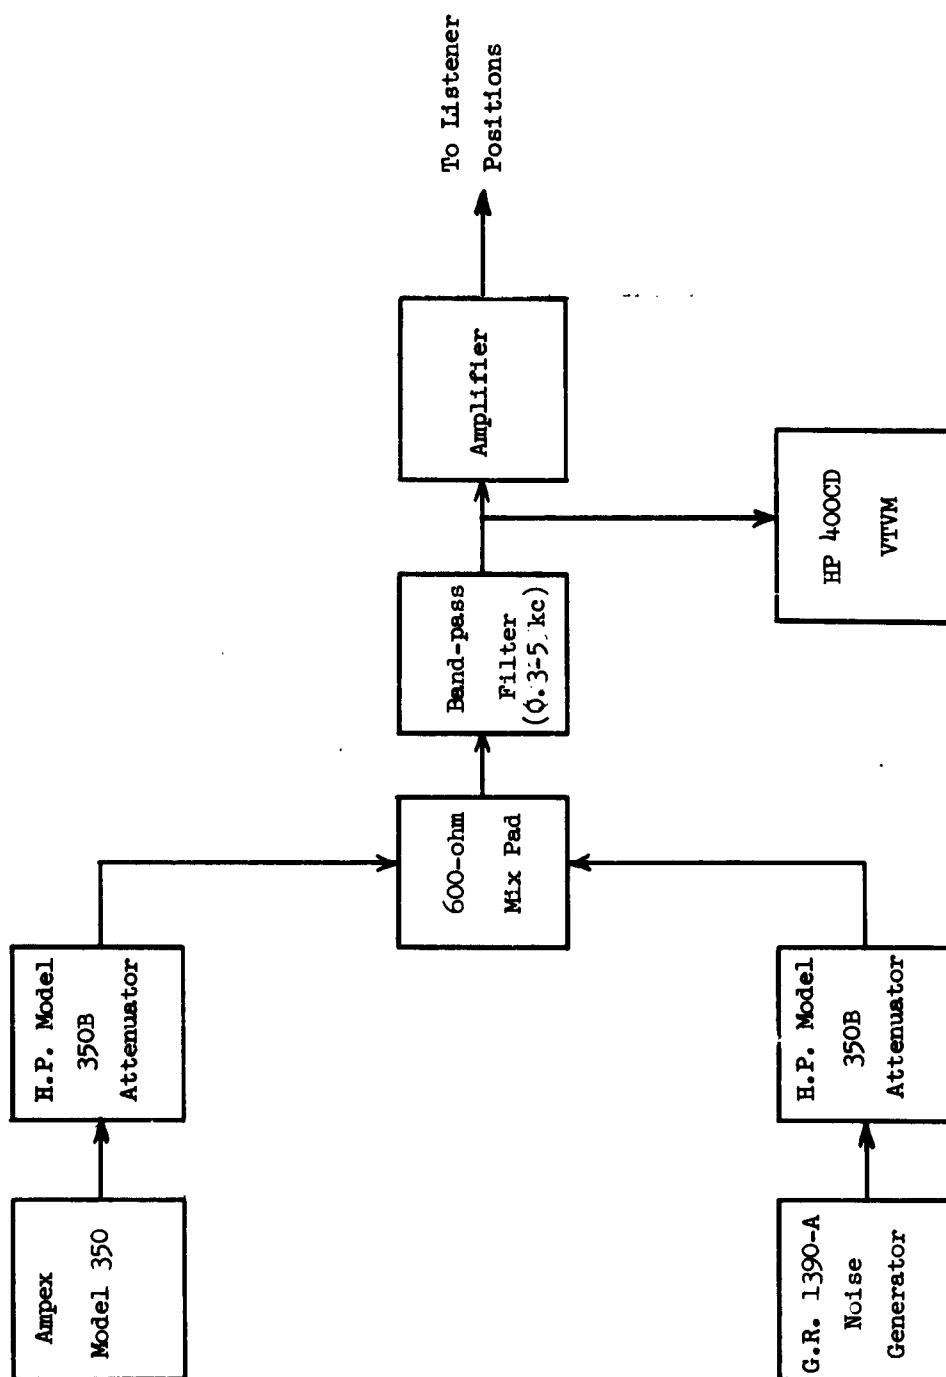 Ampex
Model 350
H.P. Model
350B
Attenuator
G.R. 1390-A
Noise
Generator
H.P. Model
350B
Attenuator
600-ohm
Mix Pad
Band-pass
Filter
(0.3-5 kc)
HP 400CD
VTVM
Amplifier
To Listener
Positions